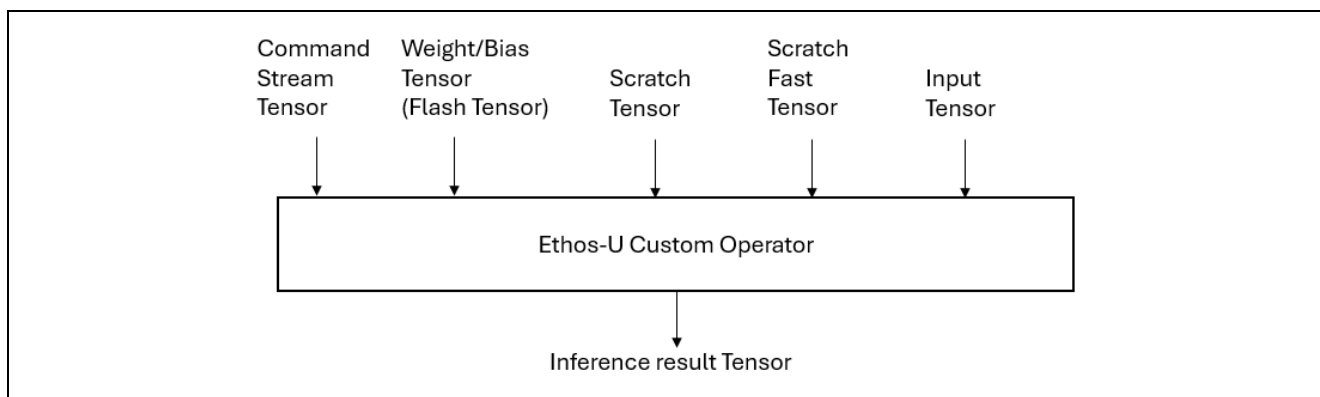 Command
Stream
Tensor
Weight/Bias
Tensor
(Flash Tensor)
Scratch
Tensor
Scratch
Fast
Tensor
Input
Tensor
Ethos-U Custom Operator
Inference result Tensor